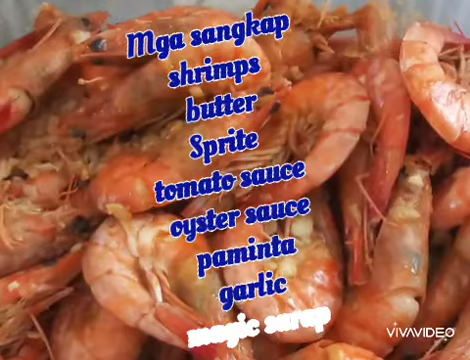 Mga sangkap
shrimps
butter
Sprite
tomato sauce
oyster sauce
paminta
garlic
magic sarap
VIVAVIDEO